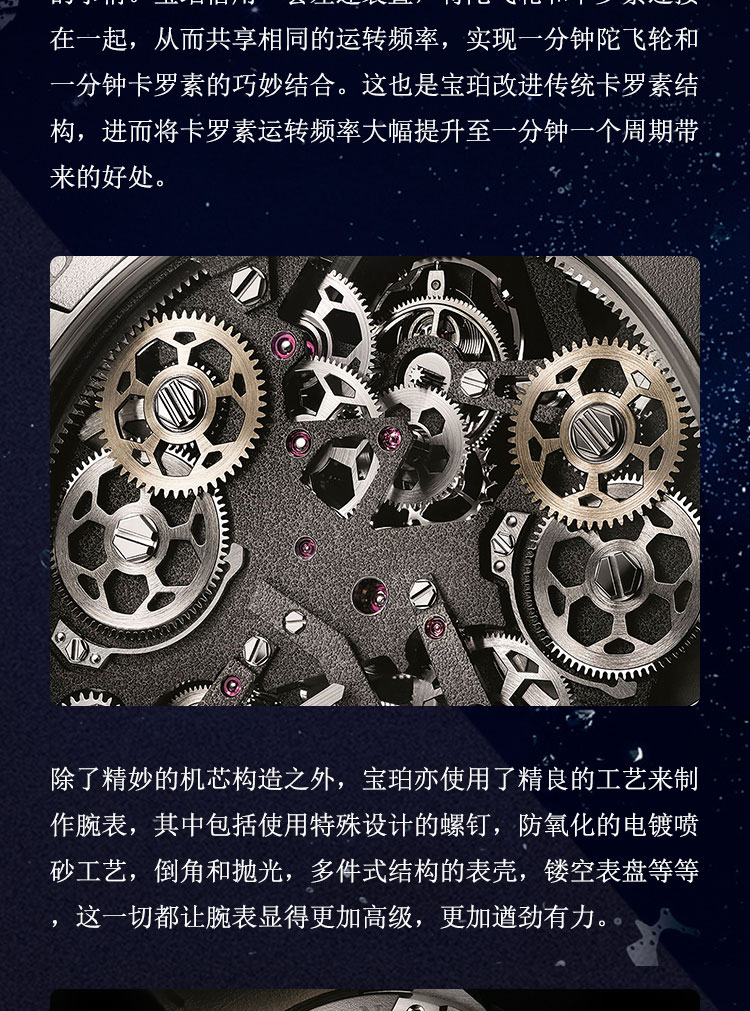 在一起，从而共享相同的运转频率，实现一分钟陀飞轮和
一分钟卡罗素的巧妙结合。这也是宝珀改进传统卡罗素结
构，进而将卡罗素运转频率大幅提升至一分钟一个周期带
来的好处。
除了精妙的机芯构造之外，宝珀亦使用了精良的工艺来制
作腕表，其中包括使用特殊设计的螺钉，防氧化的电镀喷
砂工艺，倒角和抛光，多件式结构的表壳，镂空表盘等等
，这一切都让腕表显得更加高级，更加遒劲有力。